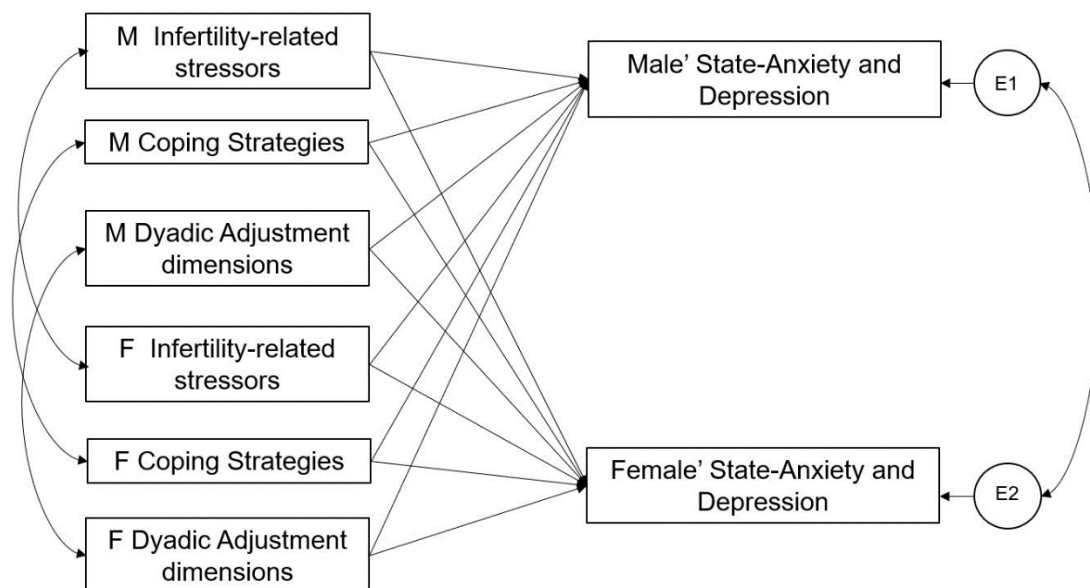 M Infertility-related
stressors
M Coping Strategies
M Dyadic Adjustment
dimensions
F Infertility-related
stressors
F Coping Strategies
F Dyadic Adjustment
dimensions
Male' State-Anxiety and
Depression
E1
Female' State-Anxiety and
Depression
E2